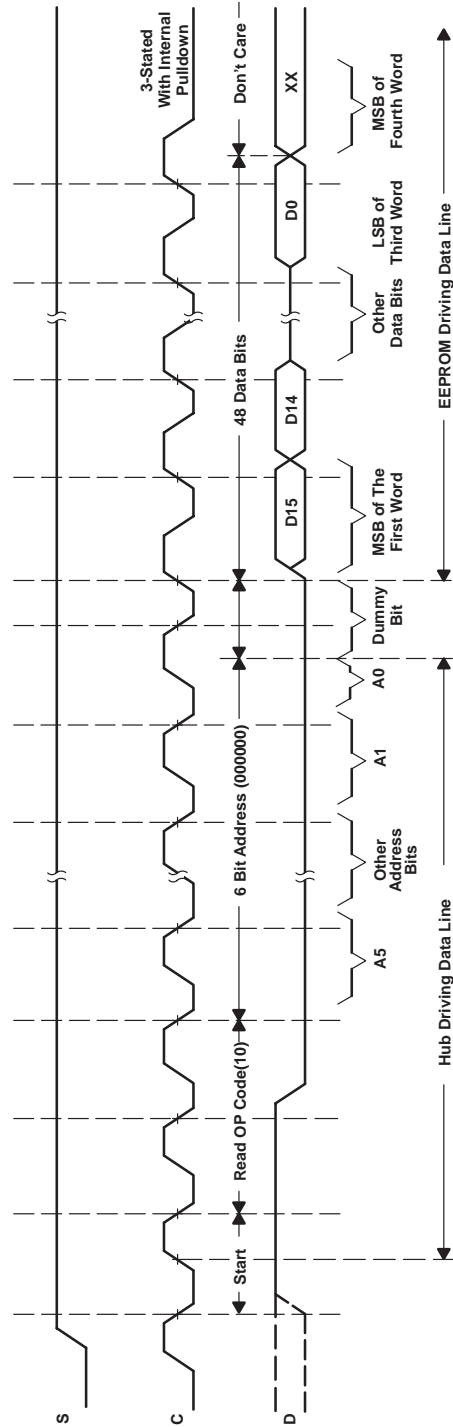 S
C
3-Stated
With Internal
Pulldown
Start
Read OP Code(10)
6 Bit Address (000000)
48 Data Bits
Don't Care
D
D15
D14
D0
XX
A5
Other
Address
Bits
A1
A0
Dummy
Bit
MSB of The
First Word
Other
Data Bits
LSB of
Third Word
MSB of
Fourth Word
Hub Driving Data Line
EEPROM Driving Data Line